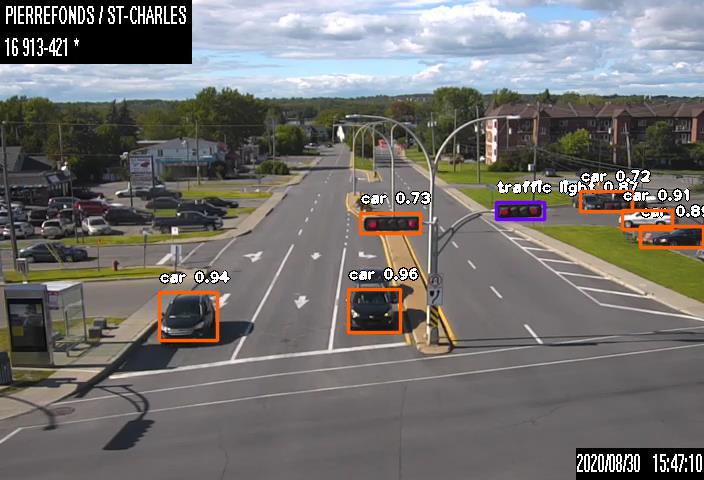 PIERREFONDS / ST-CHARLES
16 913-421 *
car 0.72
traffic light 0.87
car 0.91
car 0.73
car 0.89
car 0.94
car 0.96
2020/08/30 15:47:10